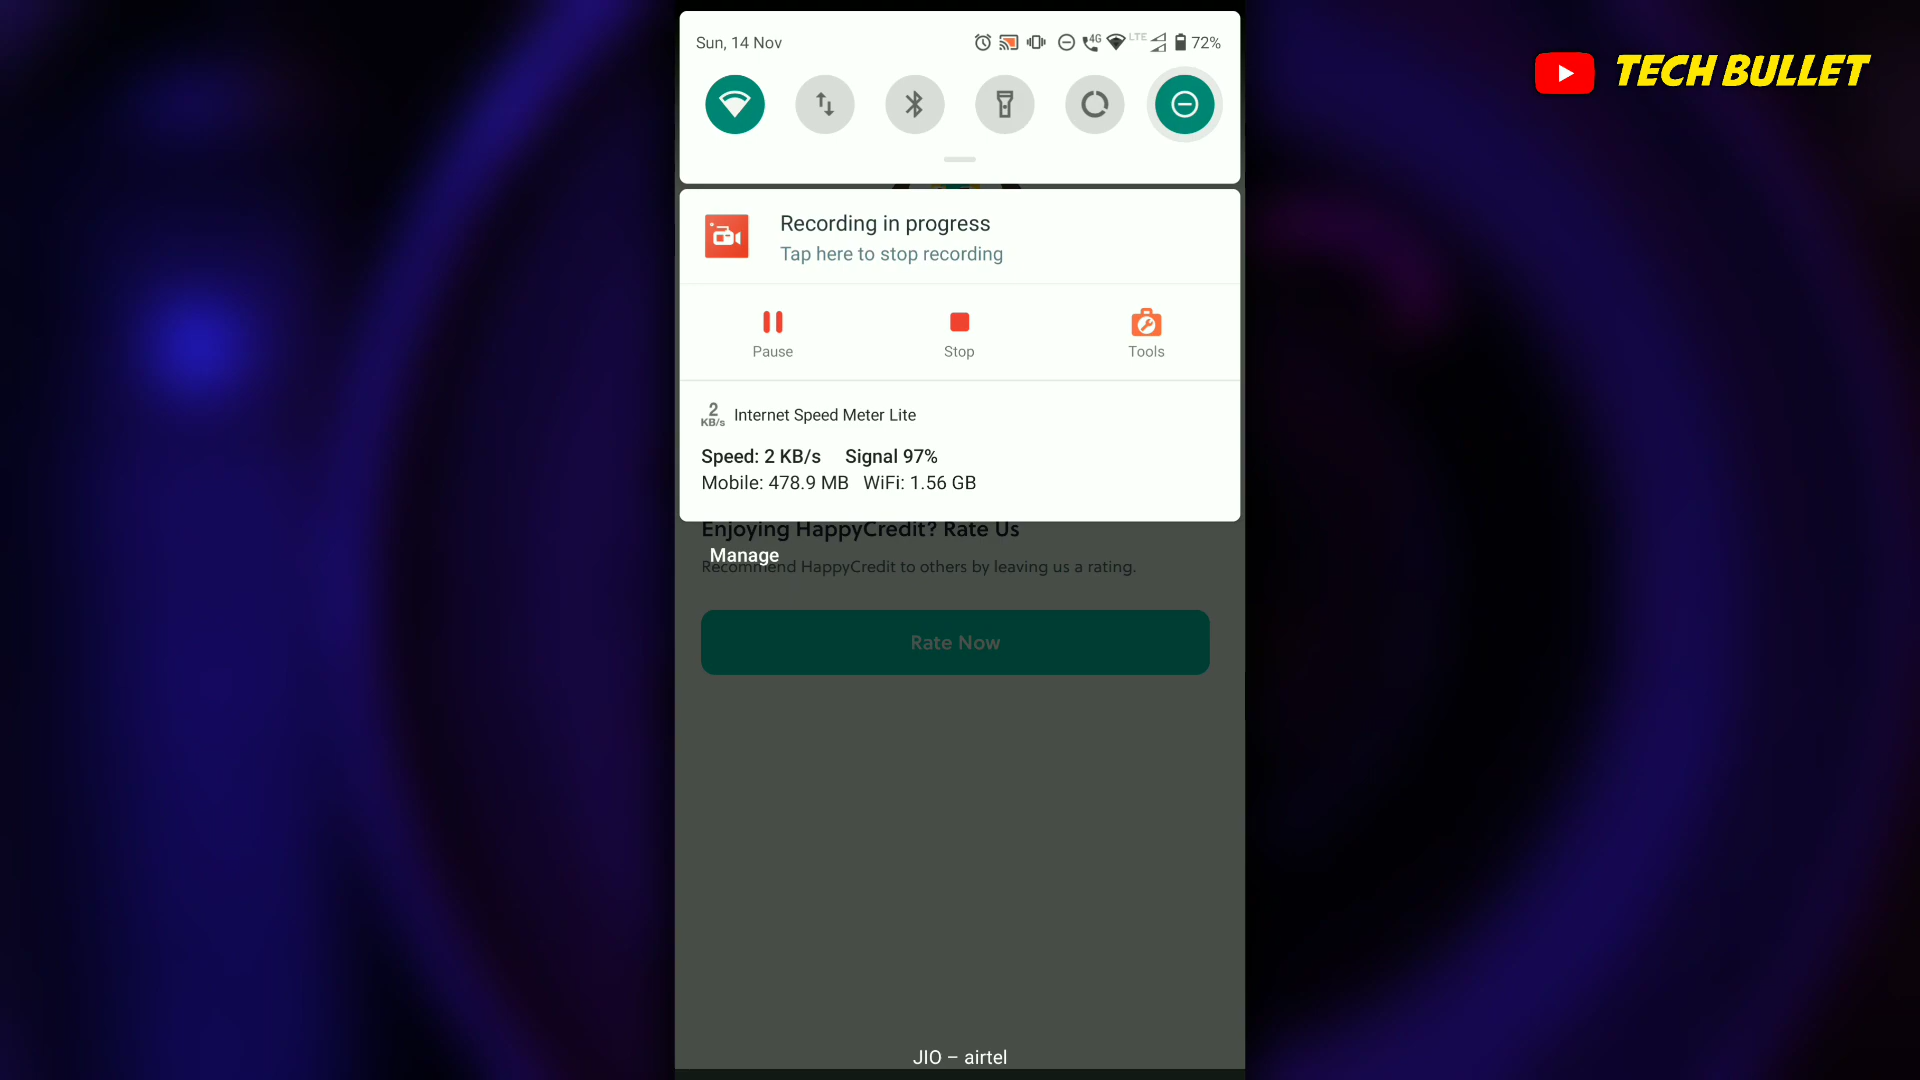 Sun, 14 Nov
4G
LTE
72%
TECH BULLET
Recording in progress
Tap here to stop recording
Pause
Stop
Tools
2
KB/s
Internet Speed Meter Lite
Speed: 2 KB/s Signal 97%
Mobile: 478.9 MB WiFi: 1.56 GB
Enjoying HappyCredit? Rate Us
Manage
Recommend HappyCredit to others by leaving us a rating.
Rate Now
JIO – airtel